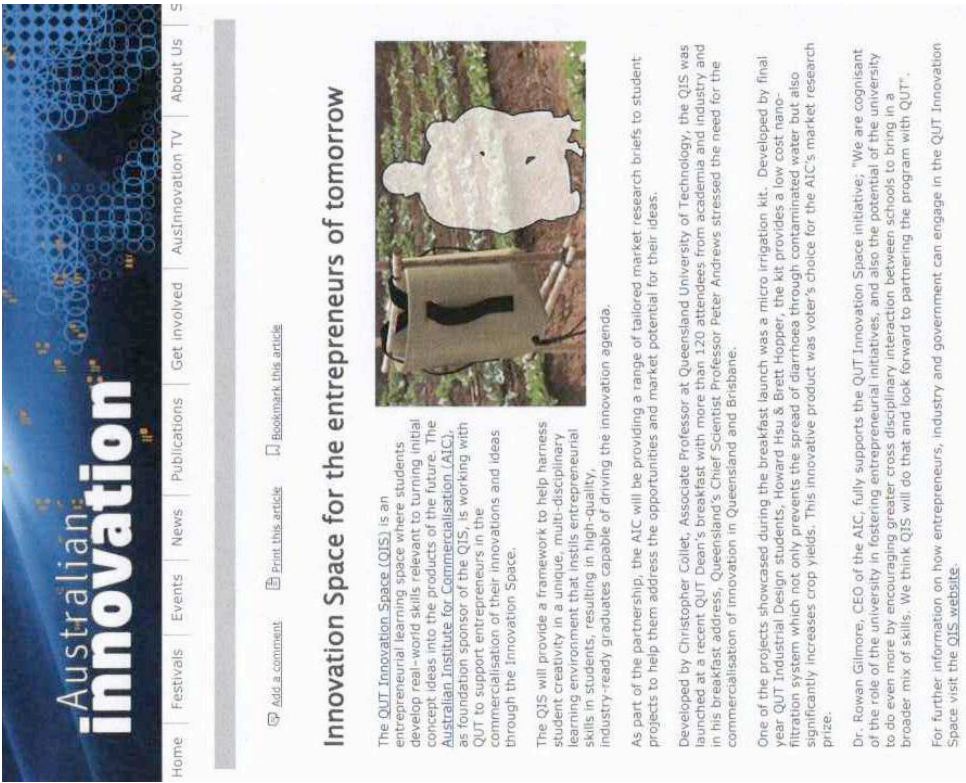 Australian
innovation
Home
Festivals
Events
News
Publications
Get involved
AusInnovation TV
About Us
Add a comment
Print this article
Bookmark this article
Innovation Space for the entrepreneurs of tomorrow
The QUT Innovation Space (QIS) is an
entrepreneurial learning space where students
develop real-world skills relevant to turning initial
concept ideas into the products of the future. The
Australian Institute for Commercialisation (AIC),
as foundation sponsor of the QIS, is working with
QUT to support entrepreneurs in the
commercialisation of their innovations and ideas
through the Innovation Space.
The QIS will provide a framework to help harness
student creativity in a unique, multi-disciplinary
learning environment that instils entrepreneurial
skills in students, resulting in high-quality,
industry-ready graduates capable of driving the innovation agenda.
As part of the partnership, the AIC will be providing a range of tailored market research briefs to student
projects to help them address the opportunities and market potential for their ideas.
Developed by Christopher Collet, Associate Professor at Queensland University of Technology, the QIS was
launched at a recent QUT Dean's breakfast with more than 120 attendees from academia and industry and
in his breakfast address, Queensland's Chief Scientist Professor Peter Andrews stressed the need for the
commercialisation of innovation in Queensland and Brisbane.
One of the projects showcased during the breakfast launch was a micro irrigation kit. Developed by final
year QUT Industrial Design students, Howard Hsu & Brett Hopper, the kit provides a low cost nano-
filtration system which not only prevents the spread of diarrhoea through contaminated water but also
significantly increases crop yields. This innovative product was voter's choice for the AIC's market research
prize.
Dr. Rowan Gilmore, CEO of the AIC, fully supports the QUT Innovation Space initiative; "We are cognisant
of the role of the university in fostering entrepreneurial initiatives, and also the potential of the university
to do even more by encouraging greater cross disciplinary interaction between schools to bring in a
broader mix of skills. We think QIS will do that and look forward to partnering the program with QUT".
For further information on how entrepreneurs, industry and government can engage in the QUT Innovation
Space visit the QIS website.